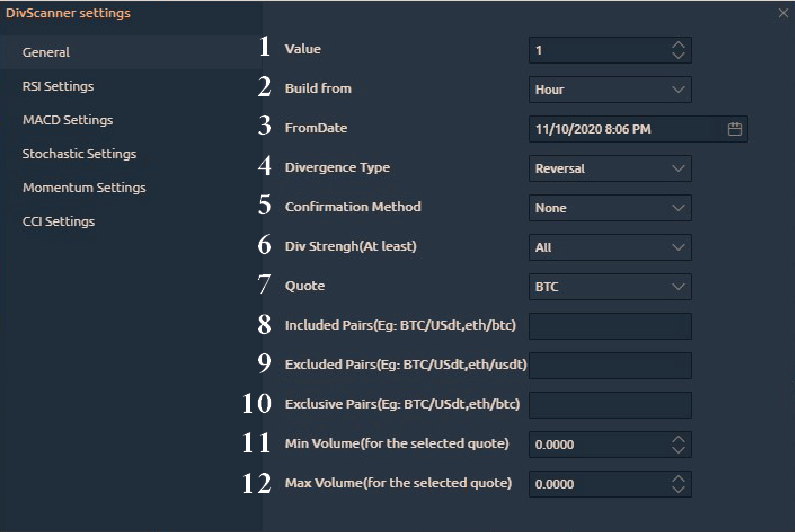 DivScanner settings
General
RSI Settings
MACD Settings
Stochastic Settings
Momentum Settings
CCI Settings
1 Value 1
2 Build from Hour
3 FromDate 11/10/2020 8:06 PM
4 Divergence Type Reversal
5 Confirmation Method None
6 Div Strengh(At least) All
7 Quote BTC
8 Included Pairs(Eg: BTC/USdt,eth/btc)
9 Excluded Pairs(Eg: BTC/USdt,eth/usdt)
10 Exclusive Pairs(Eg: BTC/USdt,eth/btc)
11 Min Volume(for the selected quote) 0.0000
12 Max Volume(for the selected quote) 0.0000